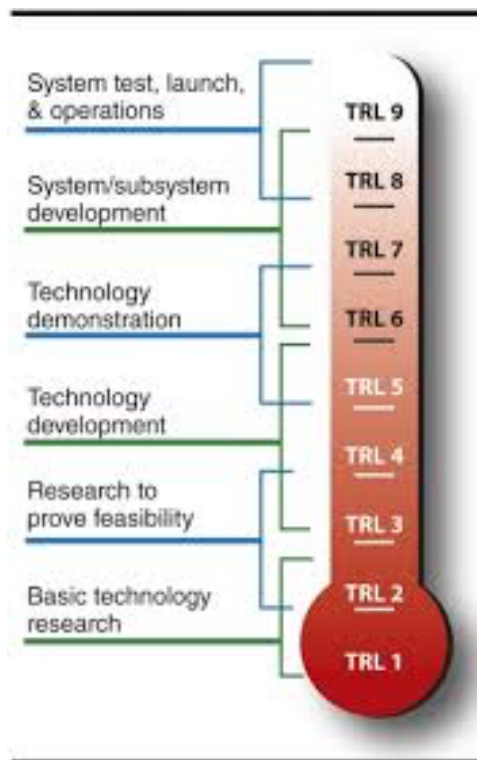 System test, launch,
& operations
System/subsystem
development
Technology
demonstration
Technology
development
Research to
prove feasibility
Basic technology
research
TRL 9
TRL 8
TRL 7
TRL 6
TRL 5
TRL 4
TRL 3
TRL 2
TRL 1